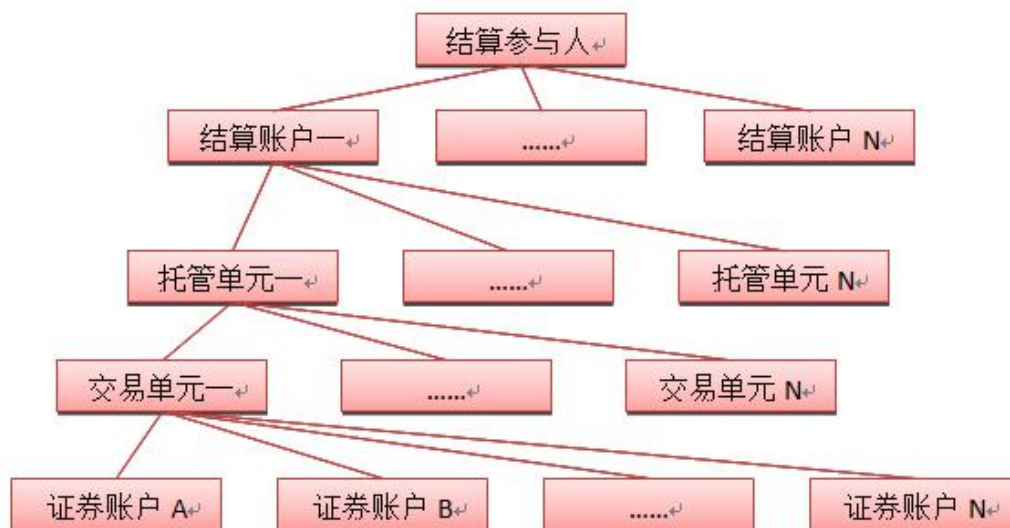 结算参与人
结算账户一 ...... 结算账户 N
托管单元一 ...... 托管单元 N
交易单元一 ...... 交易单元 N
证券账户 A 证券账户 B ...... 证券账户 N